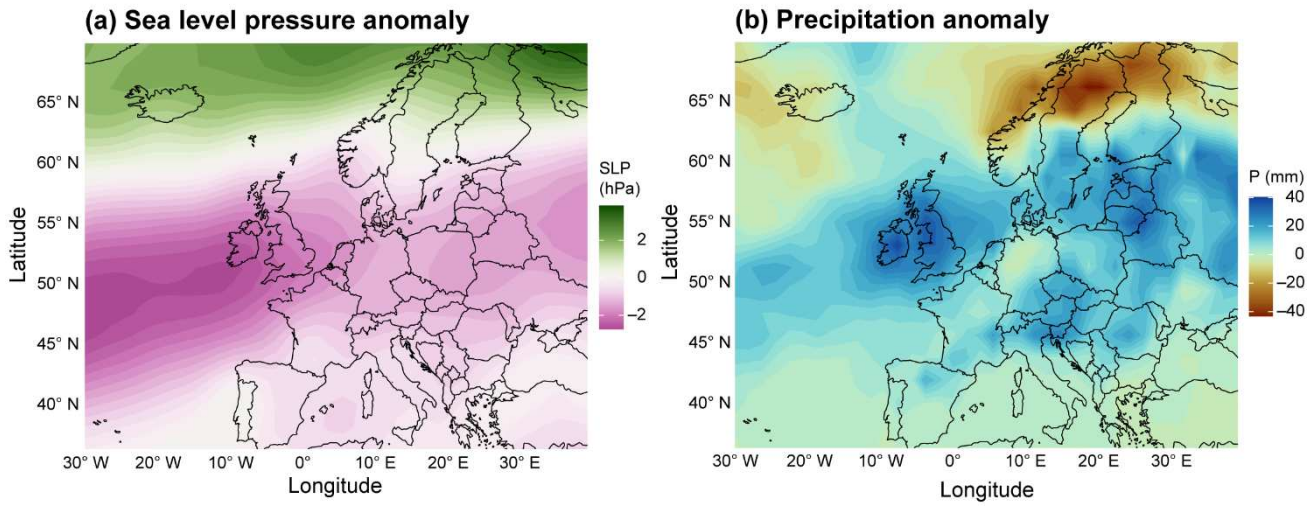 (a) Sea level pressure anomaly
65° N
60° N
55° N
50° N
45° N
40° N
Latitude
30° W 20° W 10° W 0° 10° E 20° E 30° E
Longitude
SLP
(hPa)
2
0
−2
(b) Precipitation anomaly
65° N
60° N
55° N
50° N
45° N
40° N
Latitude
30° W 20° W 10° W 0° 10° E 20° E 30° E
Longitude
P (mm)
40
20
0
−20
−40